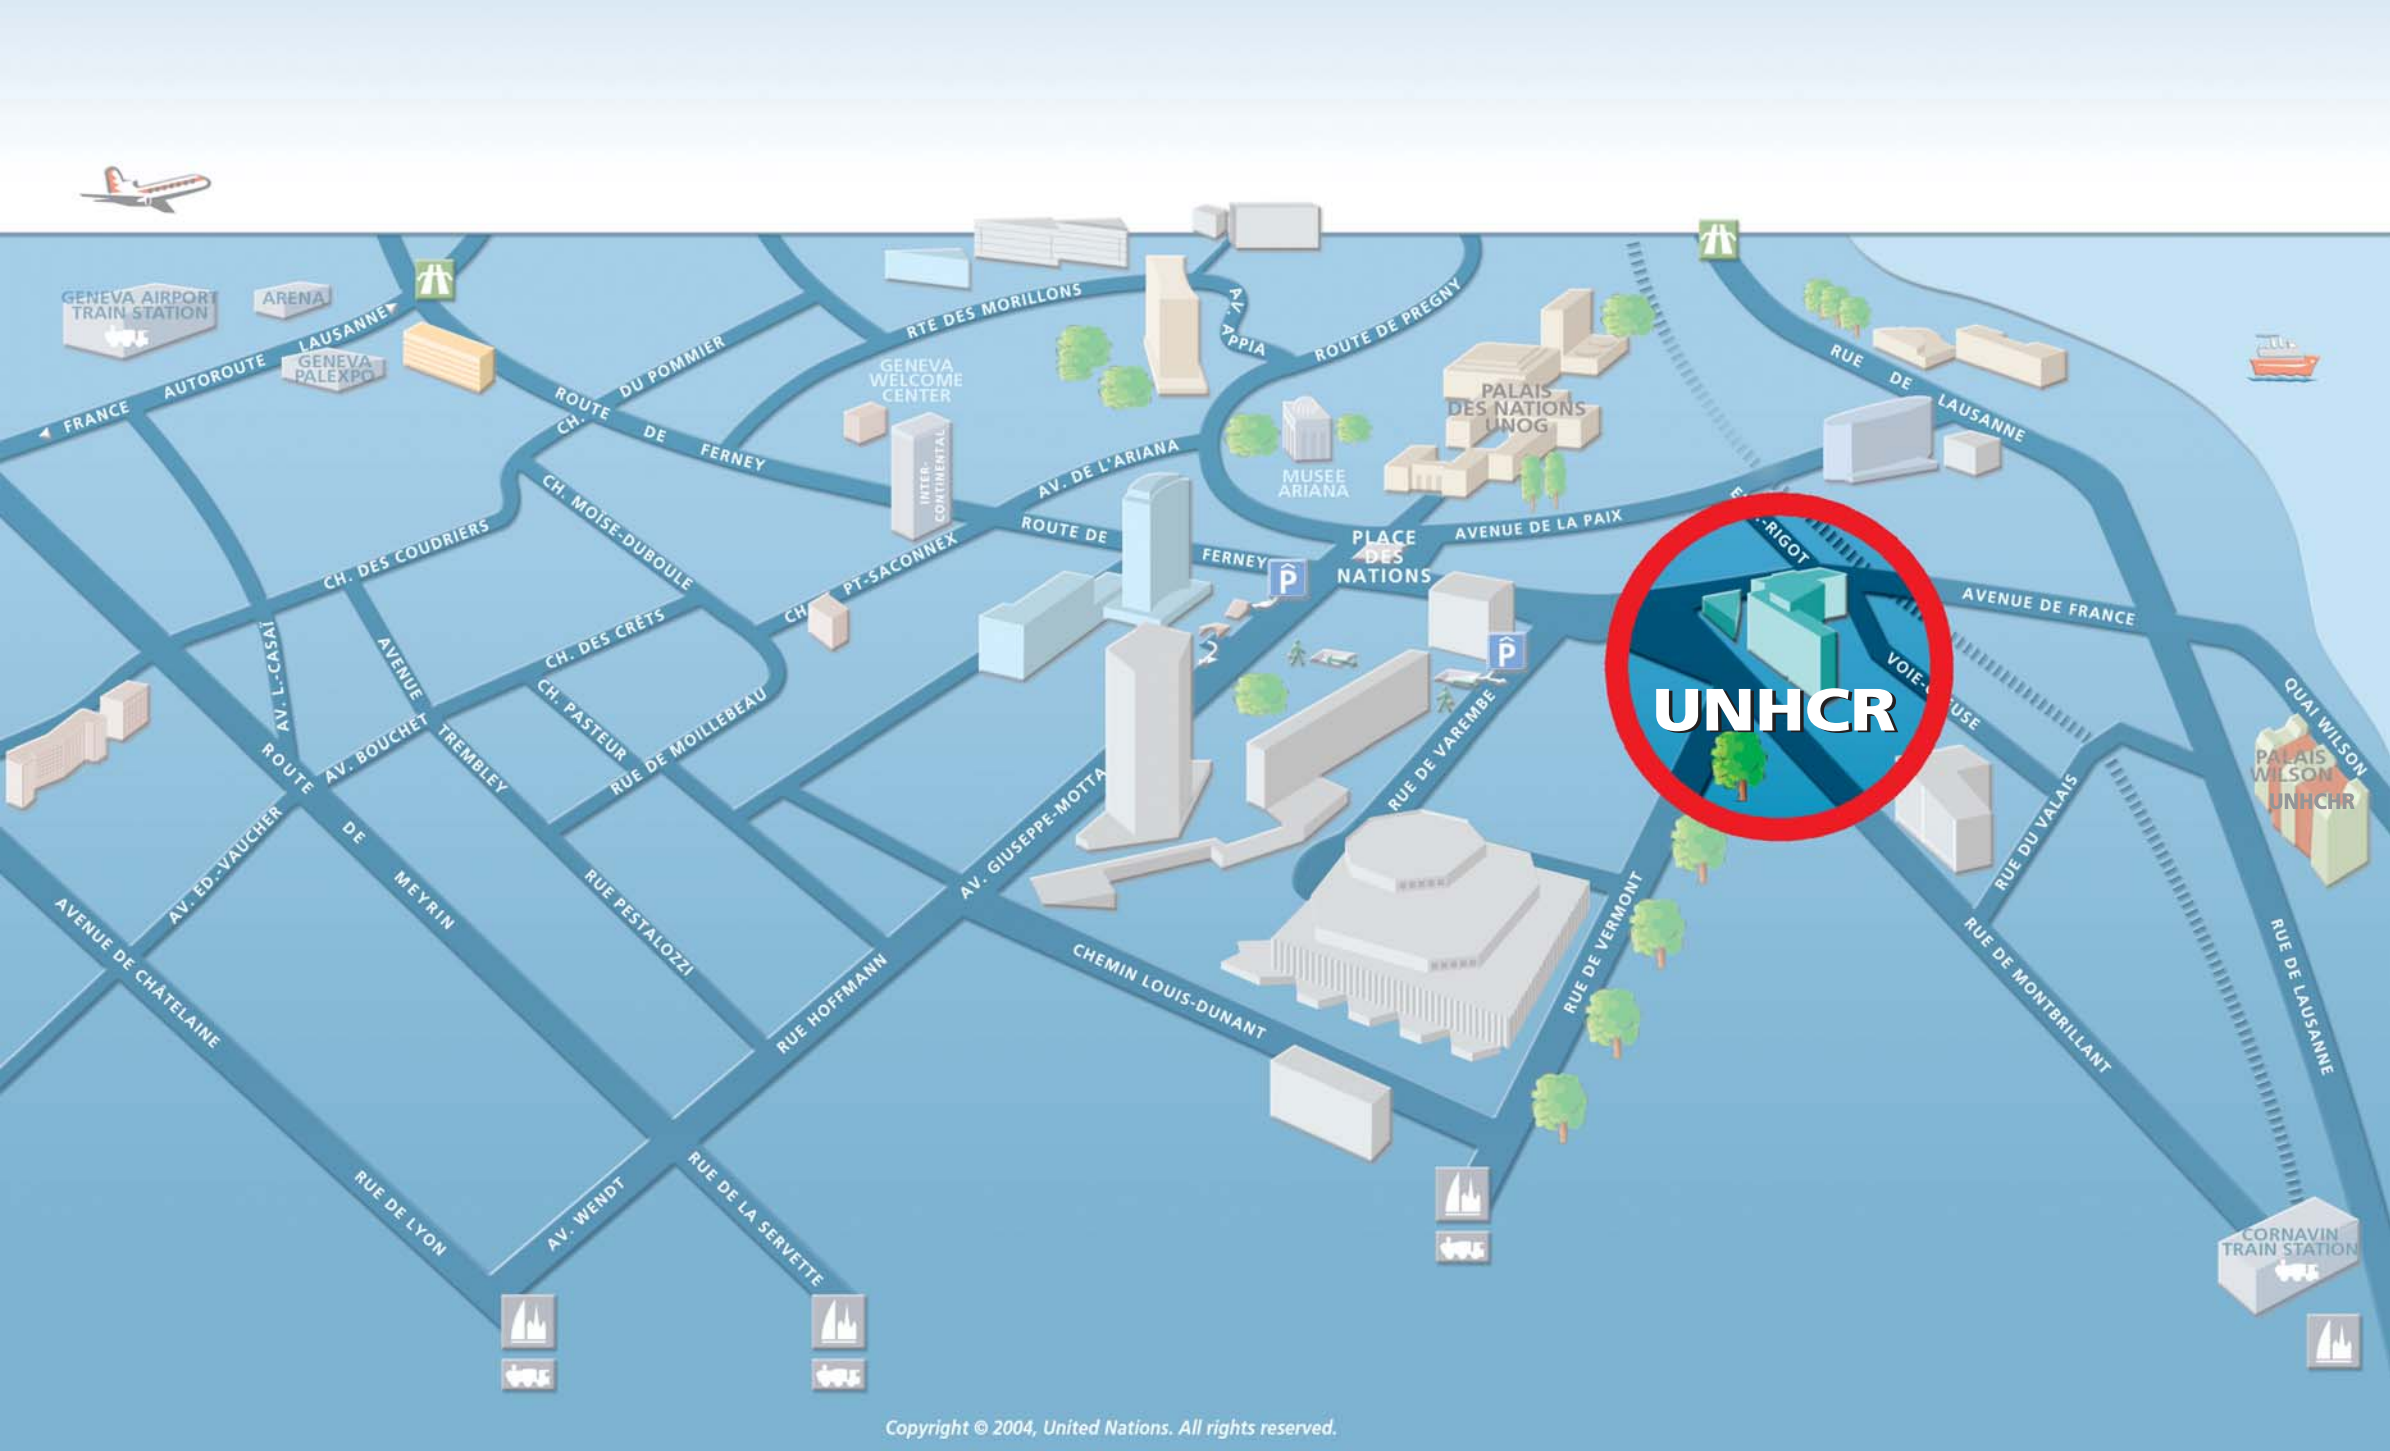 GENEVA AIRPORT
TRAIN STATION
ARENA
FRANCE
AUTOROUTE
LAUSANNE
GENEVA
PALEXPO
ROUTE
DE
FERNEY
CH.
DU POMMIER
RTE DES MORILLONS
AV. APPIA
ROUTE DE PREGNY
GENEVA
WELCOME
CENTER
INTER-
CONTINENTAL
AV. DE L'ARIANA
MUSEE
ARIANA
PALAIS
DES NATIONS
UNOG
RUE
DE
LAUSANNE
CH. MOÏSE-DUBOULE
CH. DES COUDRIERS
ROUTE DE
FERNEY
P
PLACE
DES
NATIONS
AVENUE DE LA PAIX
-RIGOT
AVENUE DE FRANCE
CH.
PT-SACONNEX
AV. L-CASAÏ
AVENUE
TREMBLEY
CH. DES CRÊTS
CH. PASTEUR
RUE DE MOILLEBEAU
AV. BOUCHET
P
RUE DE VAREMBE
UNHCR
VOIE-
USE
QUAI WILSON
PALAIS
WILSON
UNHCHR
ROUTE
DE
MEYRIN
AV. ED.-VAUCHER
AV. GIUSEPPE-MOTTA
RUE DU VALAIS
RUE PESTALOZZI
AVENUE DE CHÂTELAINE
RUE HOFFMANN
CHEMIN LOUIS-DUNANT
RUE DE VERMONT
RUE DE MONTBRILLANT
RUE DE LAUSANNE
RUE DE LYON
AV. WENDT
RUE DE LA SERVETTE
CORNAVIN
TRAIN STATION
Copyright © 2004, United Nations. All rights reserved.